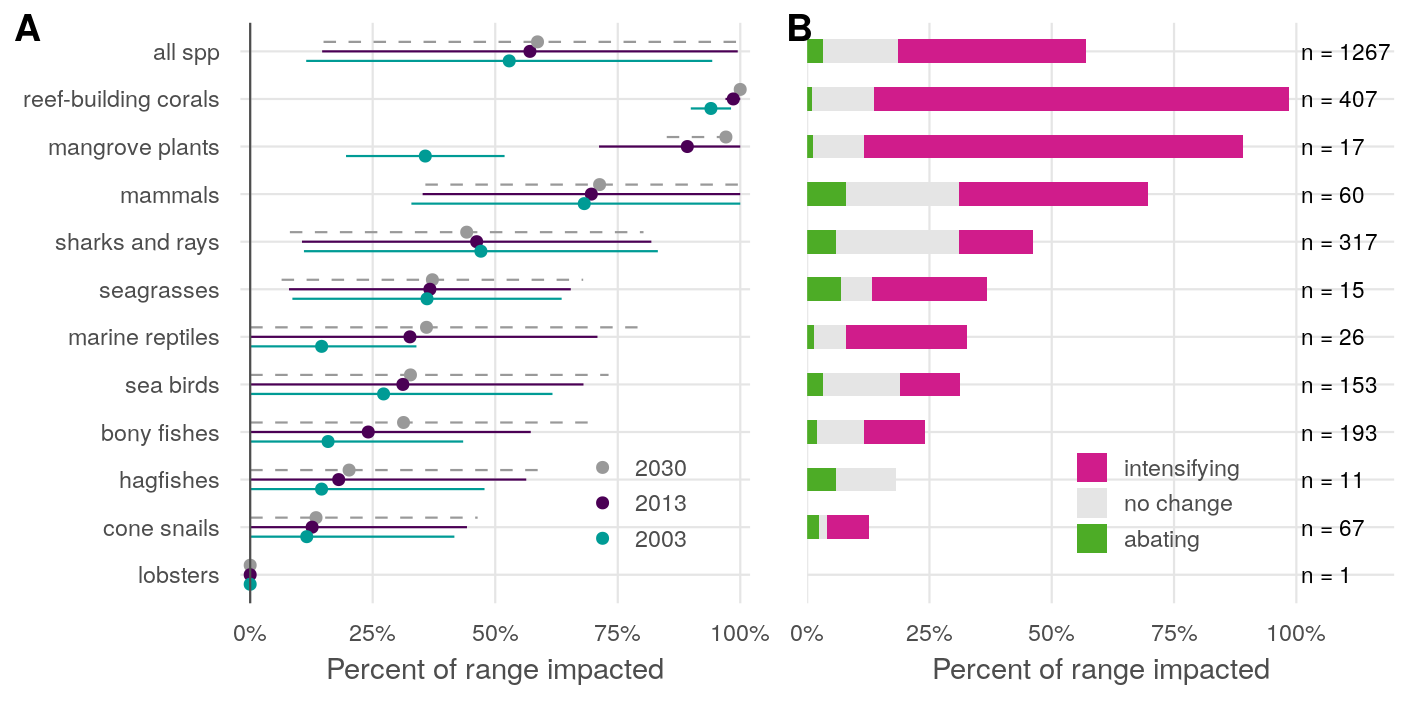 A
all spp
reef-building corals
mangrove plants
mammals
sharks and rays
seagrasses
marine reptiles
sea birds
bony fishes
hagfishes
cone snails
lobsters
2030
2013
2003
0% 25% 50% 75% 100%
Percent of range impacted
B
n = 1267
n = 407
n = 17
n = 60
n = 317
n = 15
n = 26
n = 153
n = 193
n = 11
n = 67
n = 1
intensifying
no change
abating
0% 25% 50% 75% 100%
Percent of range impacted